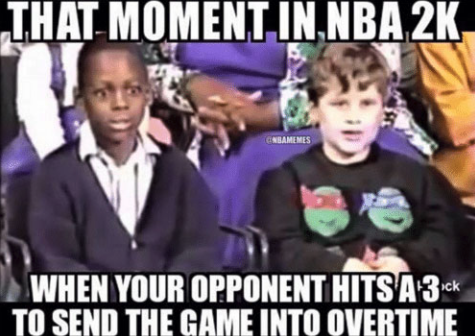 THAT MOMENT IN NBA 2K
@NBAMEMES
WHEN YOUR OPPONENT HITS A 3
TO SEND THE GAME INTO OVERTIME